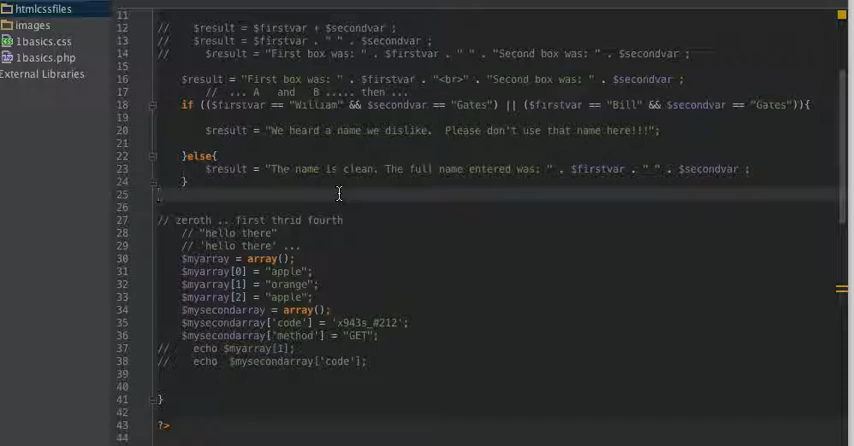 htmlcssfiles
images
1basics.css
1basics.php
External Libraries
11
12 //    $result = $firstvar + $secondvar ;
13 //    $result = $firstvar . " " . $secondvar ;
14 //      $result = "First box was: " . $firstvar . " " . "Second box was: " . $secondvar ;
15
16    $result = "First box was: " . $firstvar . "<br>" . "Second box was: " . $secondvar ;
17        // ... A   and   B ..... then ...
18    if (($firstvar == "William" && $secondvar == "Gates") || ($firstvar == "Bill" && $secondvar == "Gates")){
19
20        $result = "We heard a name we dislike.  Please don't use that name here!!!";
21
22    }else{
23        $result = "The name is clean. The full name entered was: " . $firstvar . " " . $secondvar ;
24    }
25
26
27 // zeroth .. first thrid fourth
28    // "hello there"
29    // 'hello there' ...
30    $myarray = array();
31    $myarray[0] = "apple";
32    $myarray[1] = "orange";
33    $myarray[2] = "apple";
34    $mysecondarray = array();
35    $mysecondarray['code'] = 'x943s_#212';
36    $mysecondarray['method'] = "GET";
37 //    echo $myarray[1];
38 //    echo  $mysecondarray['code'];
39
40
41 }
42
43 ?>
44